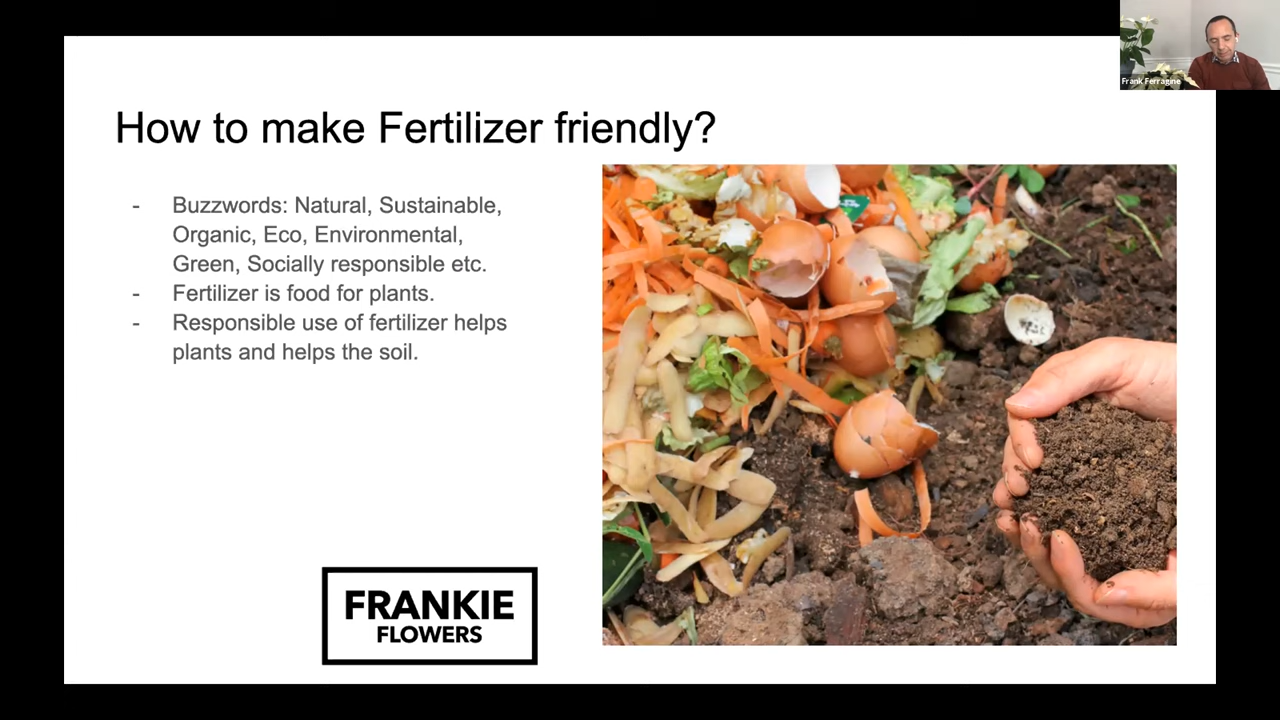 How to make Fertilizer friendly?
- Buzzwords: Natural, Sustainable,
Organic, Eco, Environmental,
Green, Socially responsible etc.
- Fertilizer is food for plants.
- Responsible use of fertilizer helps
plants and helps the soil.
FRANKIE
FLOWERS
Frank Ferragine